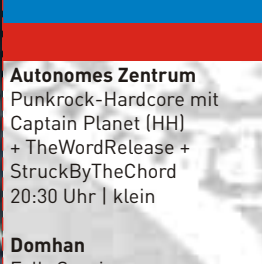 Autonomes Zentrum
Punkrock-Hardcore mit
Captain Planet (HH)
+ TheWordRelease +
StruckByTheChord
20:30 Uhr | klein
Domhan